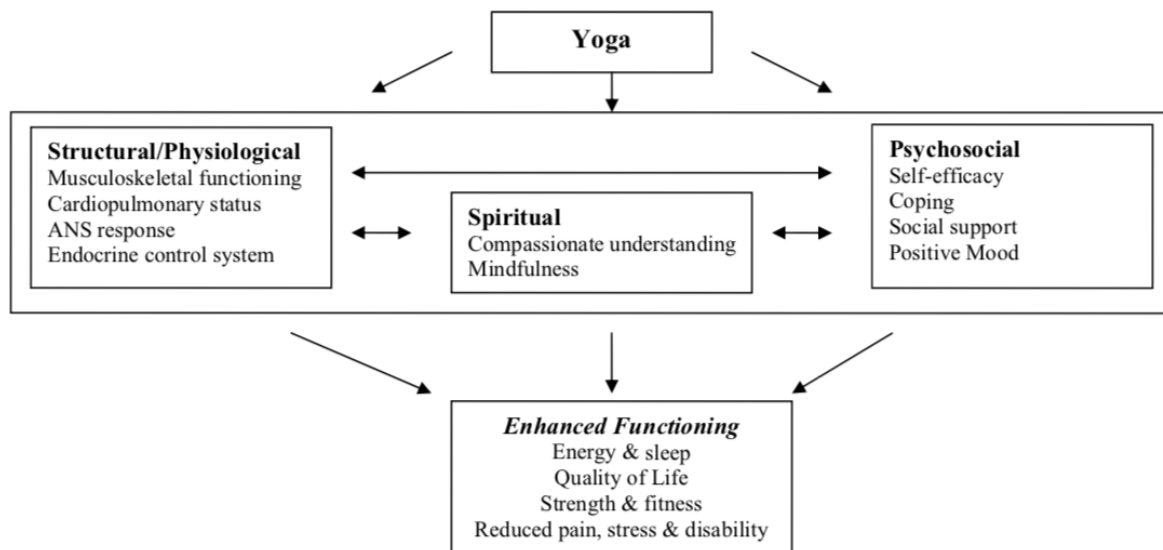 Yoga
Structural/Physiological
Musculoskeletal functioning
Cardiopulmonary status
ANS response
Endocrine control system
Spiritual
Compassionate understanding
Mindfulness
Psychosocial
Self-efficacy
Coping
Social support
Positive Mood
Enhanced Functioning
Energy & sleep
Quality of Life
Strength & fitness
Reduced pain, stress & disability